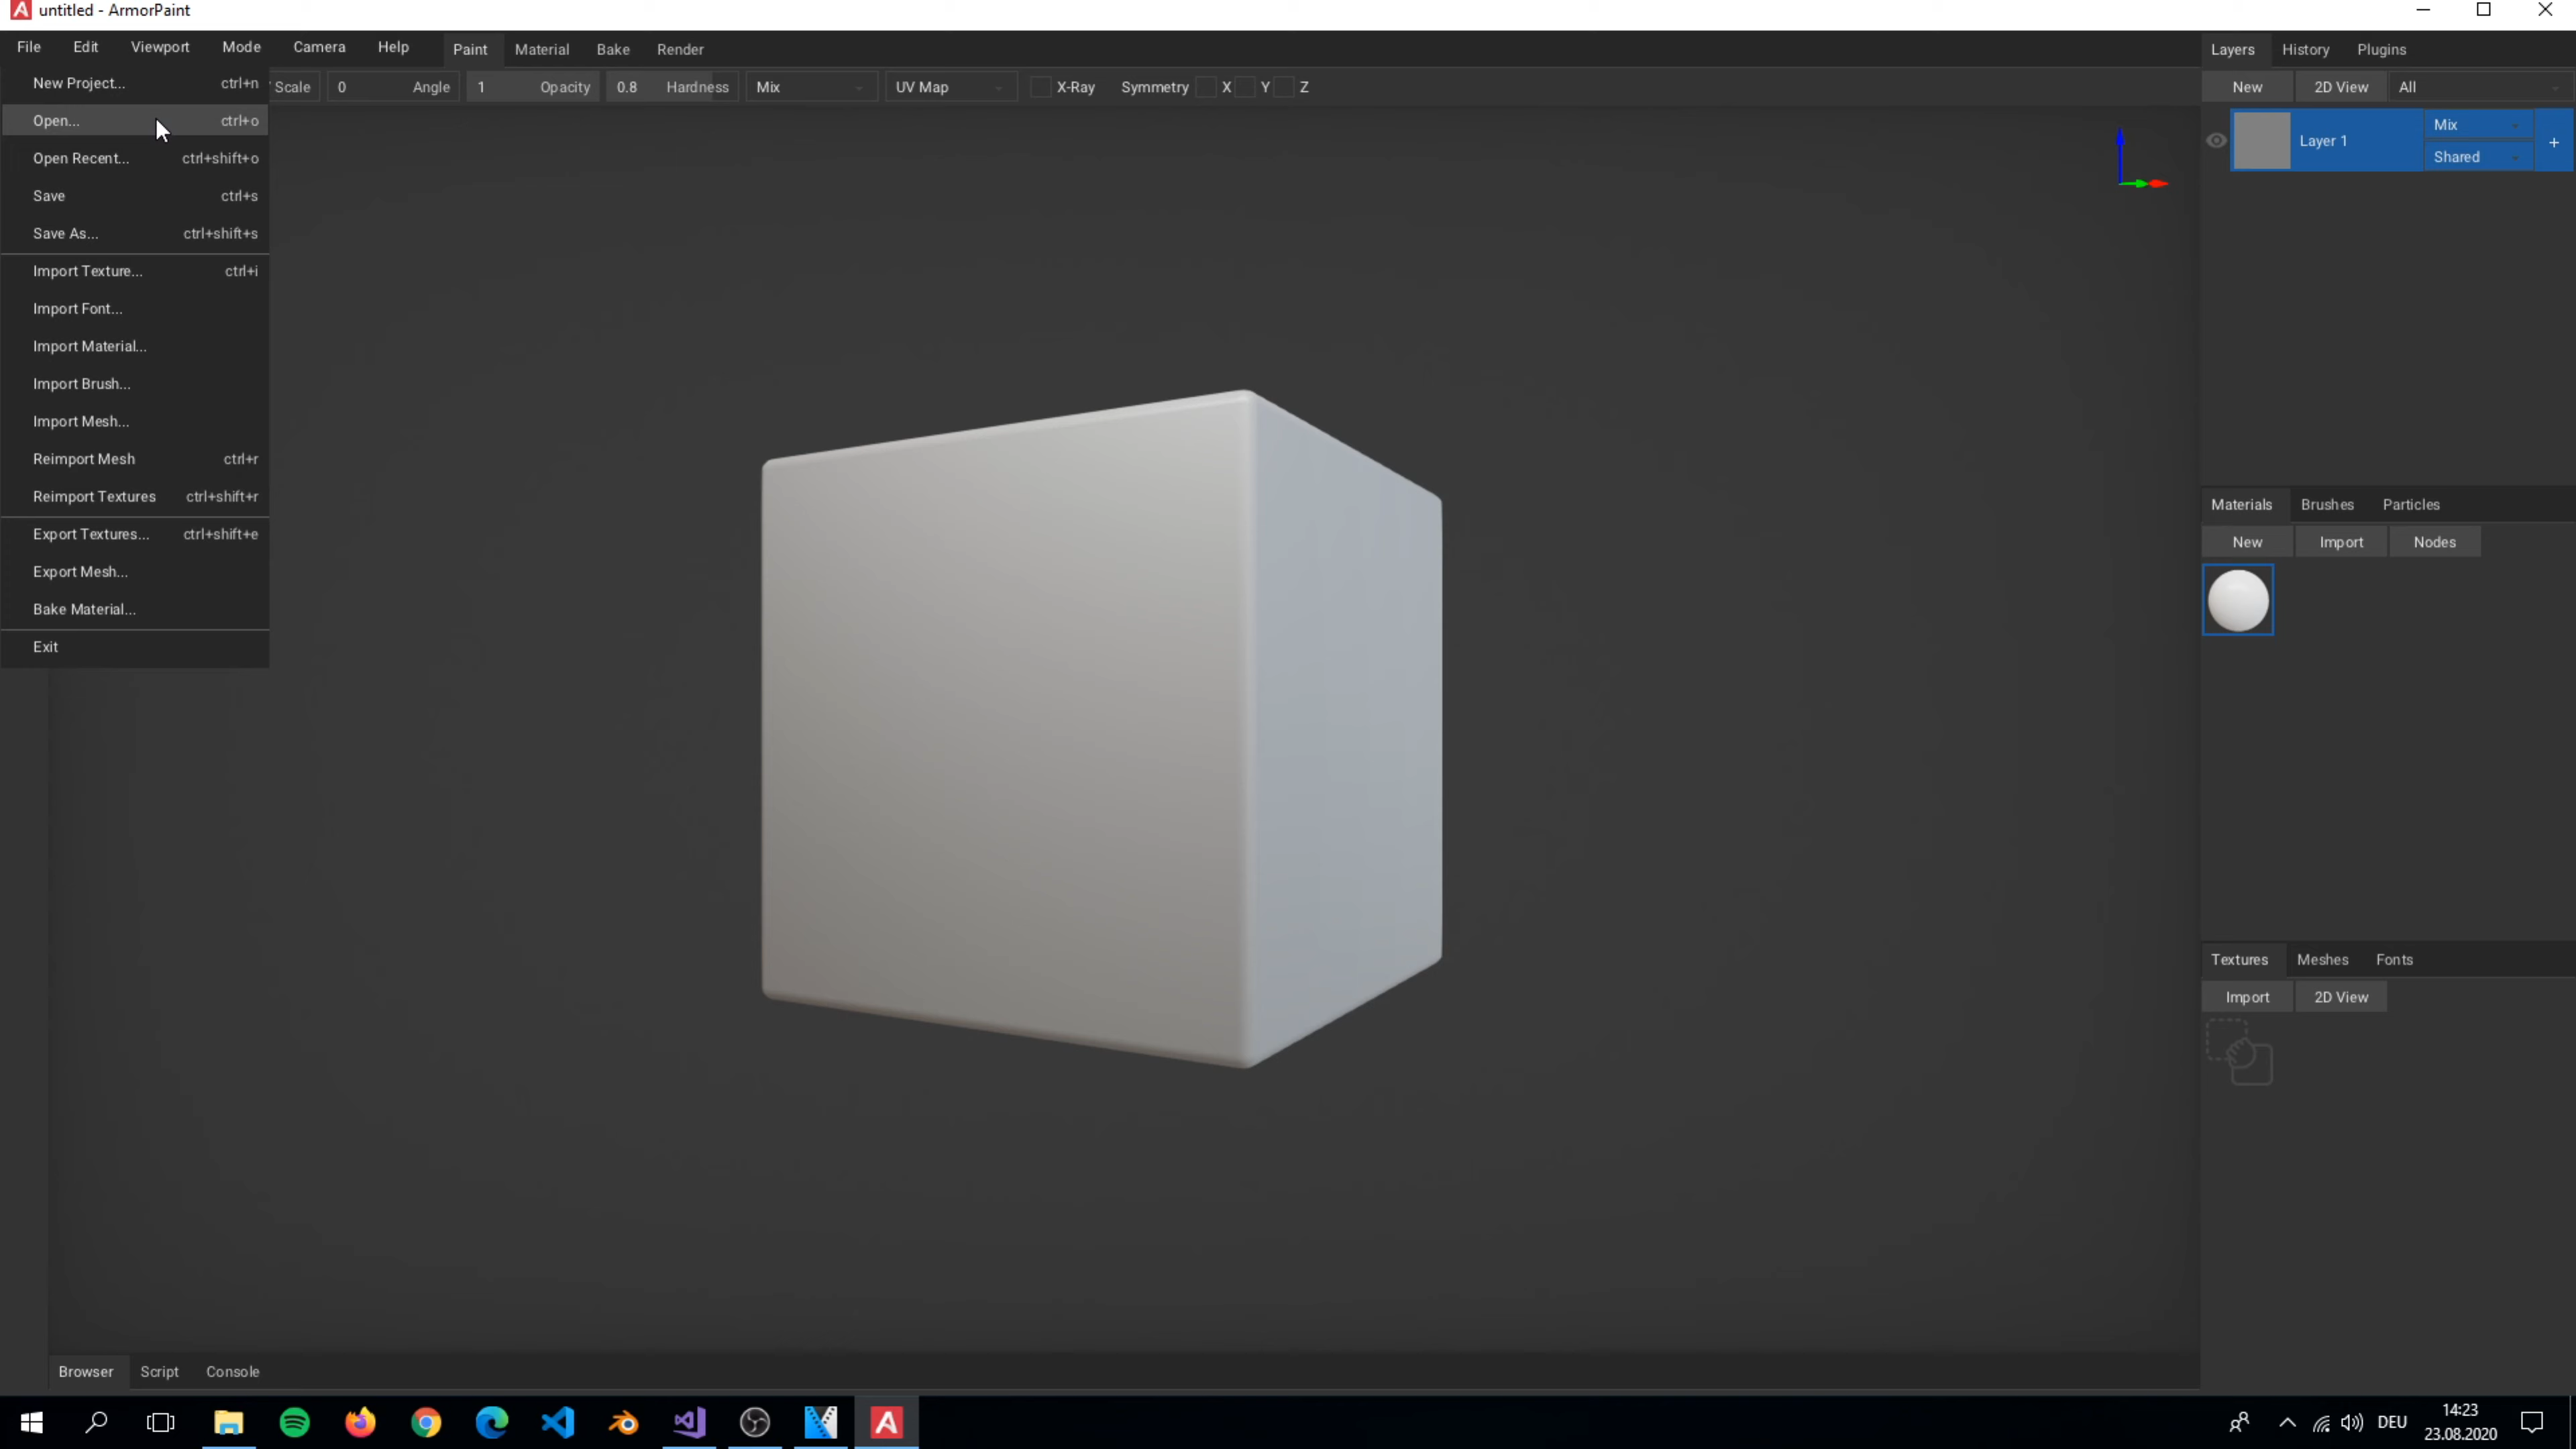 untitled - ArmorPaint
File Edit Viewport Mode Camera Help Paint Material Bake Render
Layers History Plugins
Scale 0 Angle 1 Opacity 0.8 Hardness Mix UV Map X-Ray Symmetry X Y Z
New 2D View All
New Project... ctrl+n
Open... ctrl+o
Open Recent... ctrl+shift+o
Save ctrl+s
Save As... ctrl+shift+s
Import Texture... ctrl+i
Import Font...
Import Material...
Import Brush...
Import Mesh...
Reimport Mesh ctrl+r
Reimport Textures ctrl+shift+r
Export Textures... ctrl+shift+e
Export Mesh...
Bake Material...
Exit
Layer 1
Mix
Shared
+
Materials Brushes Particles
New Import Nodes
Textures Meshes Fonts
Import 2D View
Browser Script Console
DEU
14:23
23.08.2020